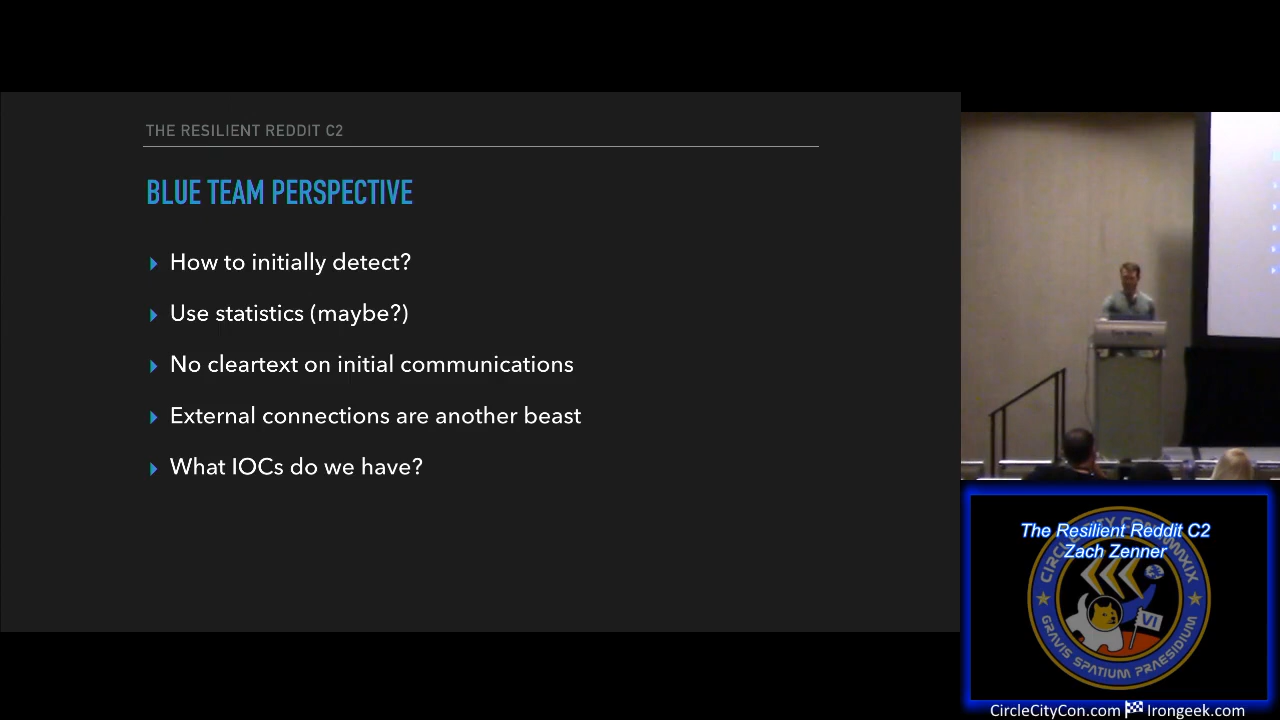 THE RESILIENT REDDIT C2
BLUE TEAM PERSPECTIVE
How to initially detect?
Use statistics (maybe?)
No cleartext on initial communications
External connections are another beast
What IOCs do we have?
The Resilient Reddit C2
Zach Zenner
CIRCLE CITY CON MMXIX
VI
GRAVIS SPATIUM PRAESIDIUM
CircleCityCon.com Irongeek.com